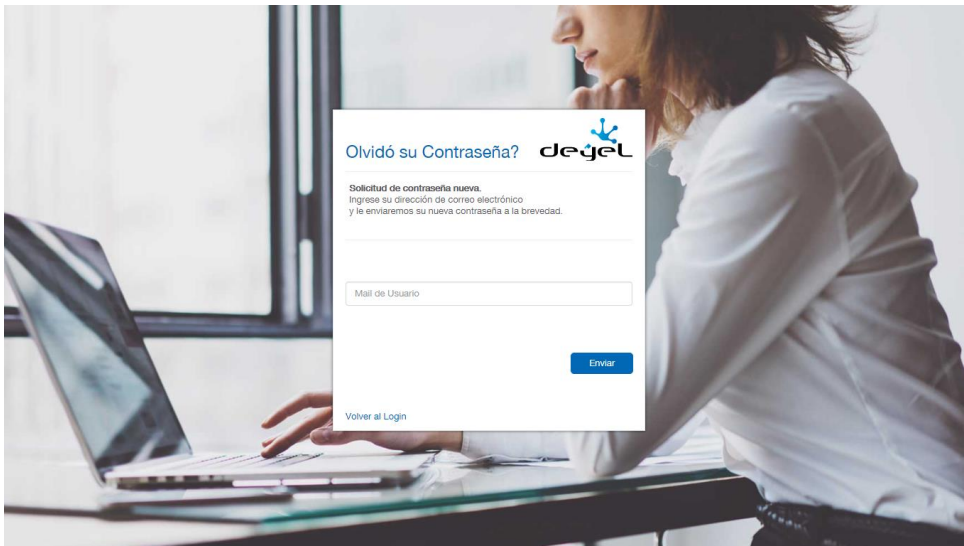 Olvidó su Contraseña?
deyel
Solicitud de contraseña nueva.
Ingrese su dirección de correo electrónico
y le enviaremos su nueva contraseña a la brevedad.
Mail de Usuario
Enviar
Volver al Login